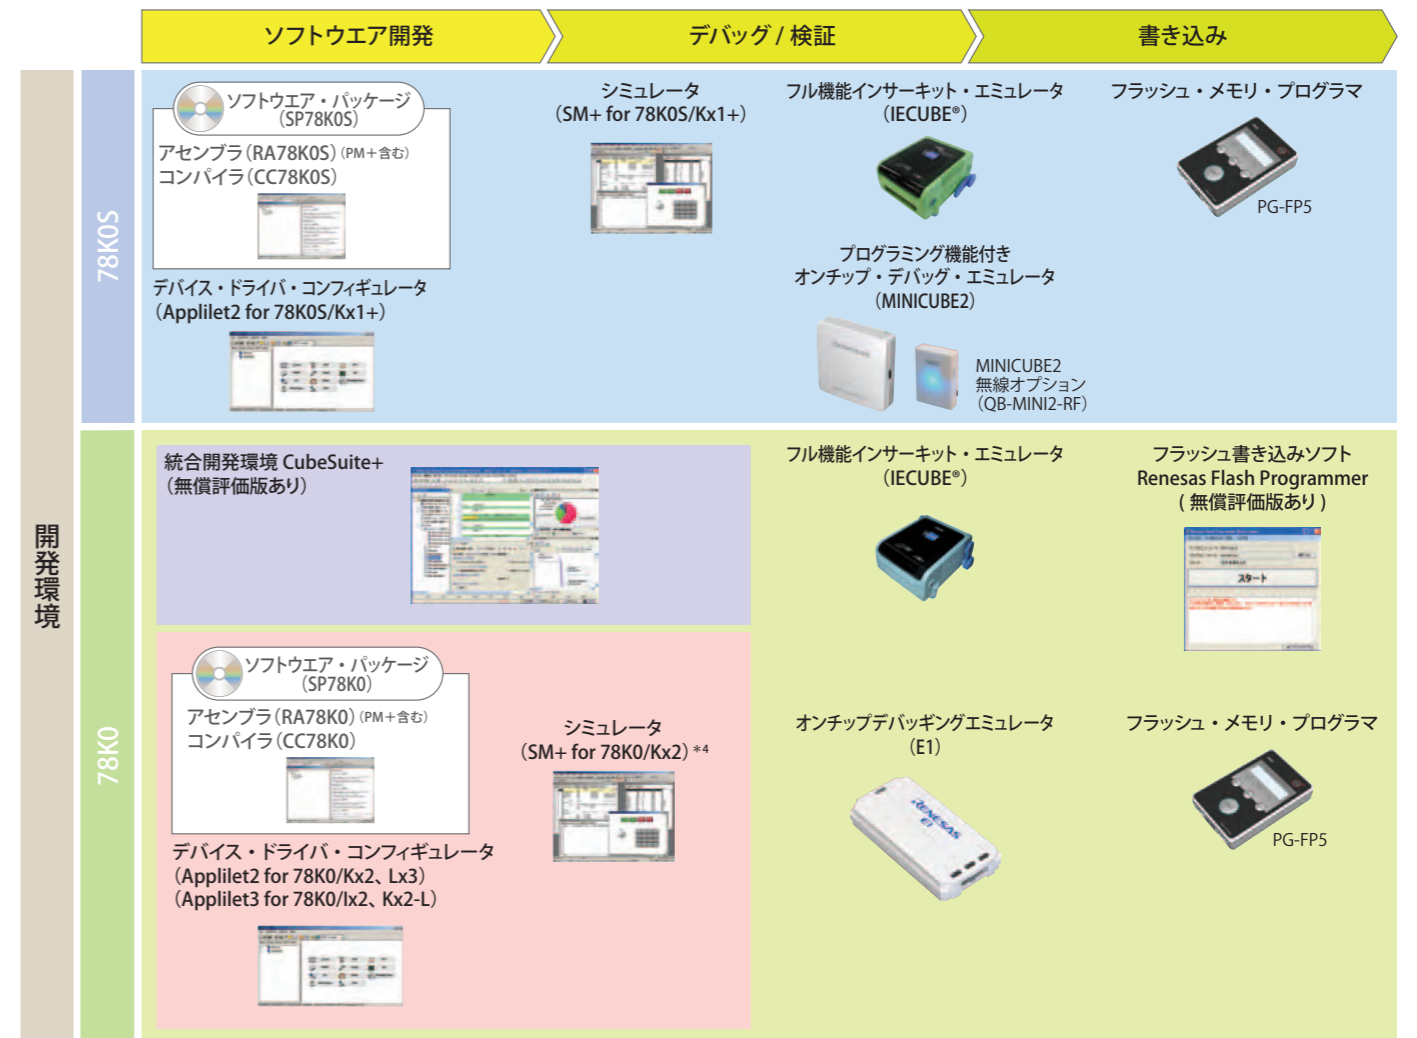 ソフトウエア開発
デバッグ / 検証
書き込み
開発環境
78K0S
ソフトウエア・パッケージ
(SP78K0S)
アセンブラ(RA78K0S)(PM+含む)
コンパイラ(CC78K0S)
デバイス・ドライバ・コンフィギュレータ
(Applilet2 for 78K0S/Kx1+)
シミュレータ
(SM+ for 78K0S/Kx1+)
フル機能インサーキット・エミュレータ
(IECUBE®)
プログラミング機能付き
オンチップ・デバッグ・エミュレータ
(MINICUBE2)
MINICUBE2
無線オプション
(QB-MINI2-RF)
フラッシュ・メモリ・プログラマ
PG-FP5
78K0
統合開発環境 CubeSuite+
(無償評価版あり)
ソフトウエア・パッケージ
(SP78K0)
アセンブラ(RA78K0)(PM+含む)
コンパイラ(CC78K0)
デバイス・ドライバ・コンフィギュレータ
(Applilet2 for 78K0/Kx2、Lx3)
(Applilet3 for 78K0/Ix2、Kx2-L)
シミュレータ
(SM+ for 78K0/Kx2)*4
フル機能インサーキット・エミュレータ
(IECUBE®)
オンチップデバッギングエミュレータ
(E1)
RENESAS
E1
フラッシュ書き込みソフト
Renesas Flash Programmer
( 無償評価版あり )
スタート
フラッシュ・メモリ・プログラマ
PG-FP5